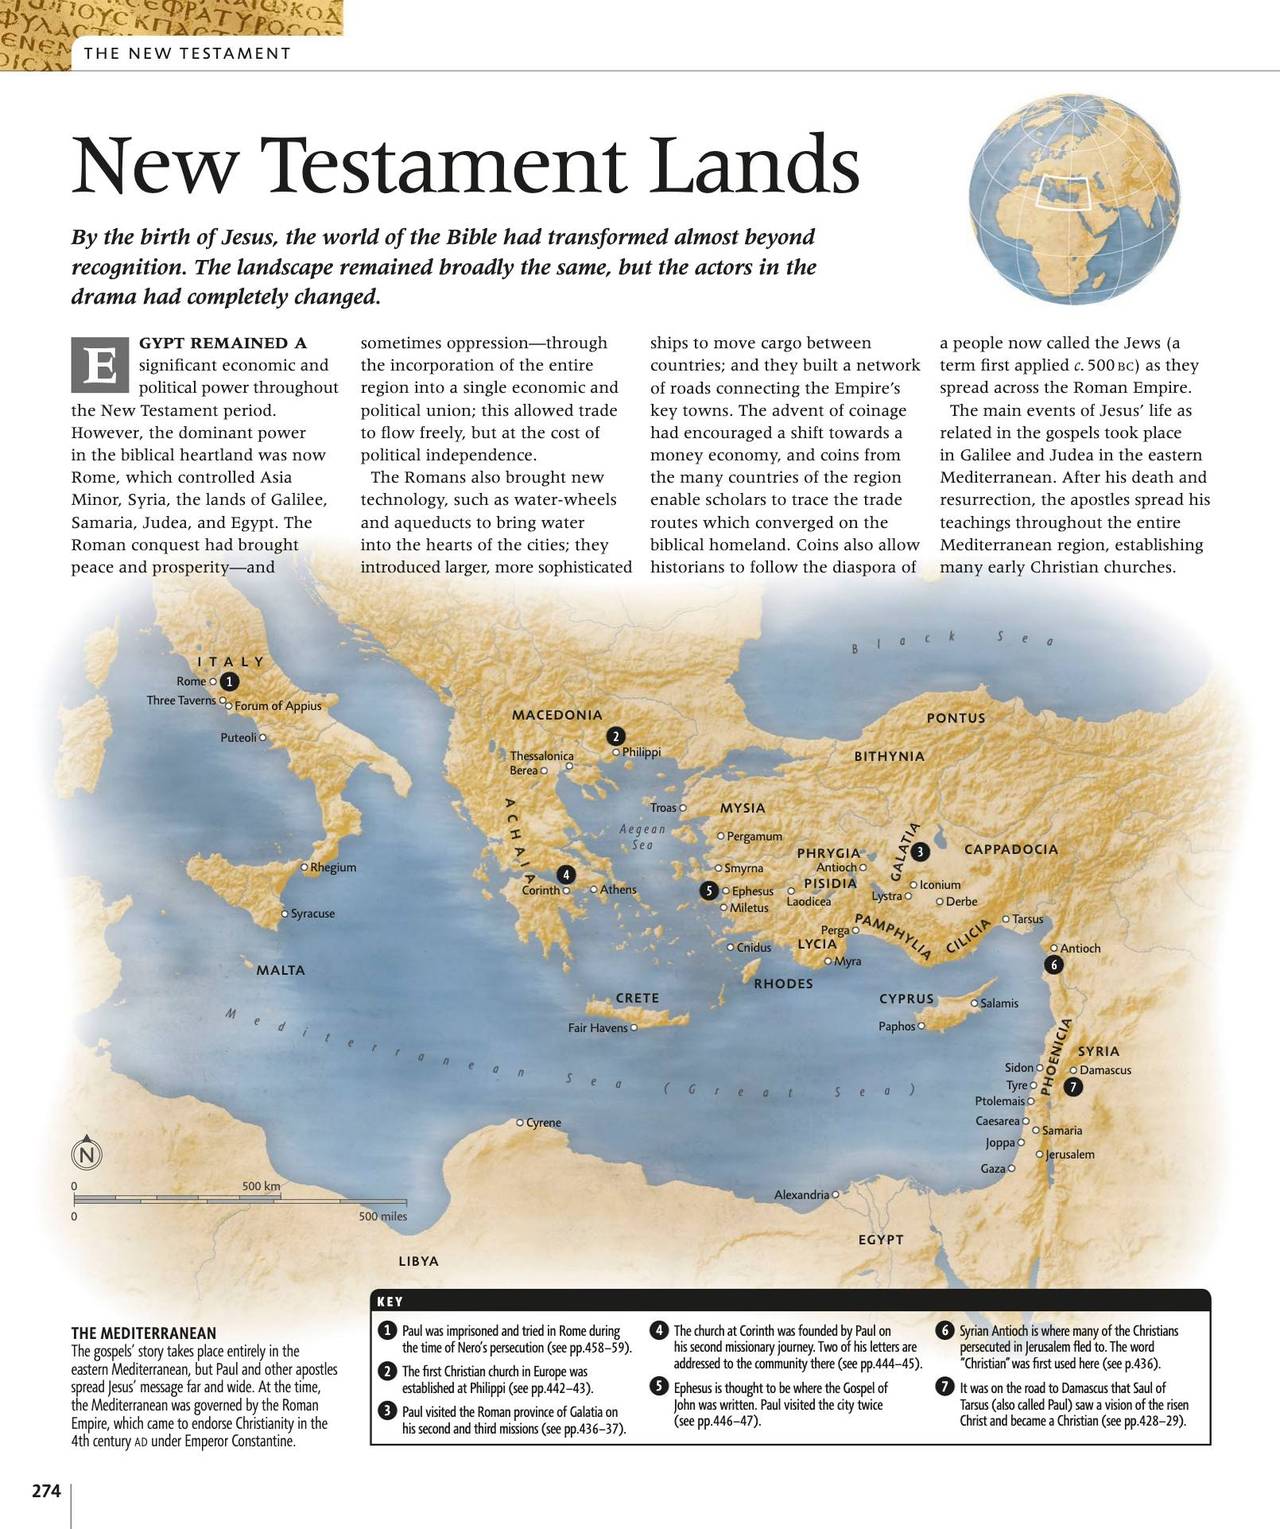 THE NEW TESTAMENT
New Testament Lands
By the birth of Jesus, the world of the Bible had transformed almost beyond
recognition. The landscape remained broadly the same, but the actors in the
drama had completely changed.
EGYPT REMAINED A
significant economic and
political power throughout
the New Testament period.
However, the dominant power
in the biblical heartland was now
Rome, which controlled Asia
Minor, Syria, the lands of Galilee,
Samaria, Judea, and Egypt. The
Roman conquest had brought
peace and prosperity—and
sometimes oppression—through
the incorporation of the entire
region into a single economic and
political union; this allowed trade
to flow freely, but at the cost of
political independence.
The Romans also brought new
technology, such as water-wheels
and aqueducts to bring water
into the hearts of the cities; they
introduced larger, more sophisticated
ships to move cargo between
countries; and they built a network
of roads connecting the Empire's
key towns. The advent of coinage
had encouraged a shift towards a
money economy, and coins from
the many countries of the region
enable scholars to trace the trade
routes which converged on the
biblical homeland. Coins also allow
historians to follow the diaspora of
a people now called the Jews (a
term first applied c. 500 BC) as they
spread across the Roman Empire.
The main events of Jesus' life as
related in the gospels took place
in Galilee and Judea in the eastern
Mediterranean. After his death and
resurrection, the apostles spread his
teachings throughout the entire
Mediterranean region, establishing
many early Christian churches.
Black Sea
ITALY
Rome 1
Three Taverns
Forum of Appius
Puteoli
MACEDONIA
2
Philippi
Thessalonica
Berea
PONTUS
BITHYNIA
Troas
MYSIA
ACHAIA
Aegean
Sea
Pergamum
PHRYGIA
GALATIA
3
CAPPADOCIA
Rhegium
Smyrna
Antioch
4
Corinth
Athens
5
Ephesus
PISIDIA
Iconium
Laodicea
Lystra
Derbe
Miletus
Syracuse
PAMPHYLIA
CILICIA
Tarsus
Perga
Cnidus
LYCIA
Antioch
6
Myra
MALTA
RHODES
CRETE
CYPRUS
Salamis
Fair Havens
Paphos
Mediterranean Sea (Great Sea)
PHOENICIA
SYRIA
Sidon
Damascus
7
Tyre
Ptolemais
Caesarea
Samaria
Joppa
Jerusalem
Gaza
Cyrene
Alexandria
N
0 500 km
0 500 miles
EGYPT
LIBYA
THE MEDITERRANEAN
The gospels' story takes place entirely in the
eastern Mediterranean, but Paul and other apostles
spread Jesus' message far and wide. At the time,
the Mediterranean was governed by the Roman
Empire, which came to endorse Christianity in the
4th century AD under Emperor Constantine.
KEY
1 Paul was imprisoned and tried in Rome during
the time of Nero's persecution (see pp.458–59).
2 The first Christian church in Europe was
established at Philippi (see pp.442–43).
3 Paul visited the Roman province of Galatia on
his second and third missions (see pp.436–37).
4 The church at Corinth was founded by Paul on
his second missionary journey. Two of his letters are
addressed to the community there (see pp.444–45).
5 Ephesus is thought to be where the Gospel of
John was written. Paul visited the city twice
(see pp.446–47).
6 Syrian Antioch is where many of the Christians
persecuted in Jerusalem fled to. The word
"Christian" was first used here (see p.436).
7 It was on the road to Damascus that Saul of
Tarsus (also called Paul) saw a vision of the risen
Christ and became a Christian (see pp.428–29).
274